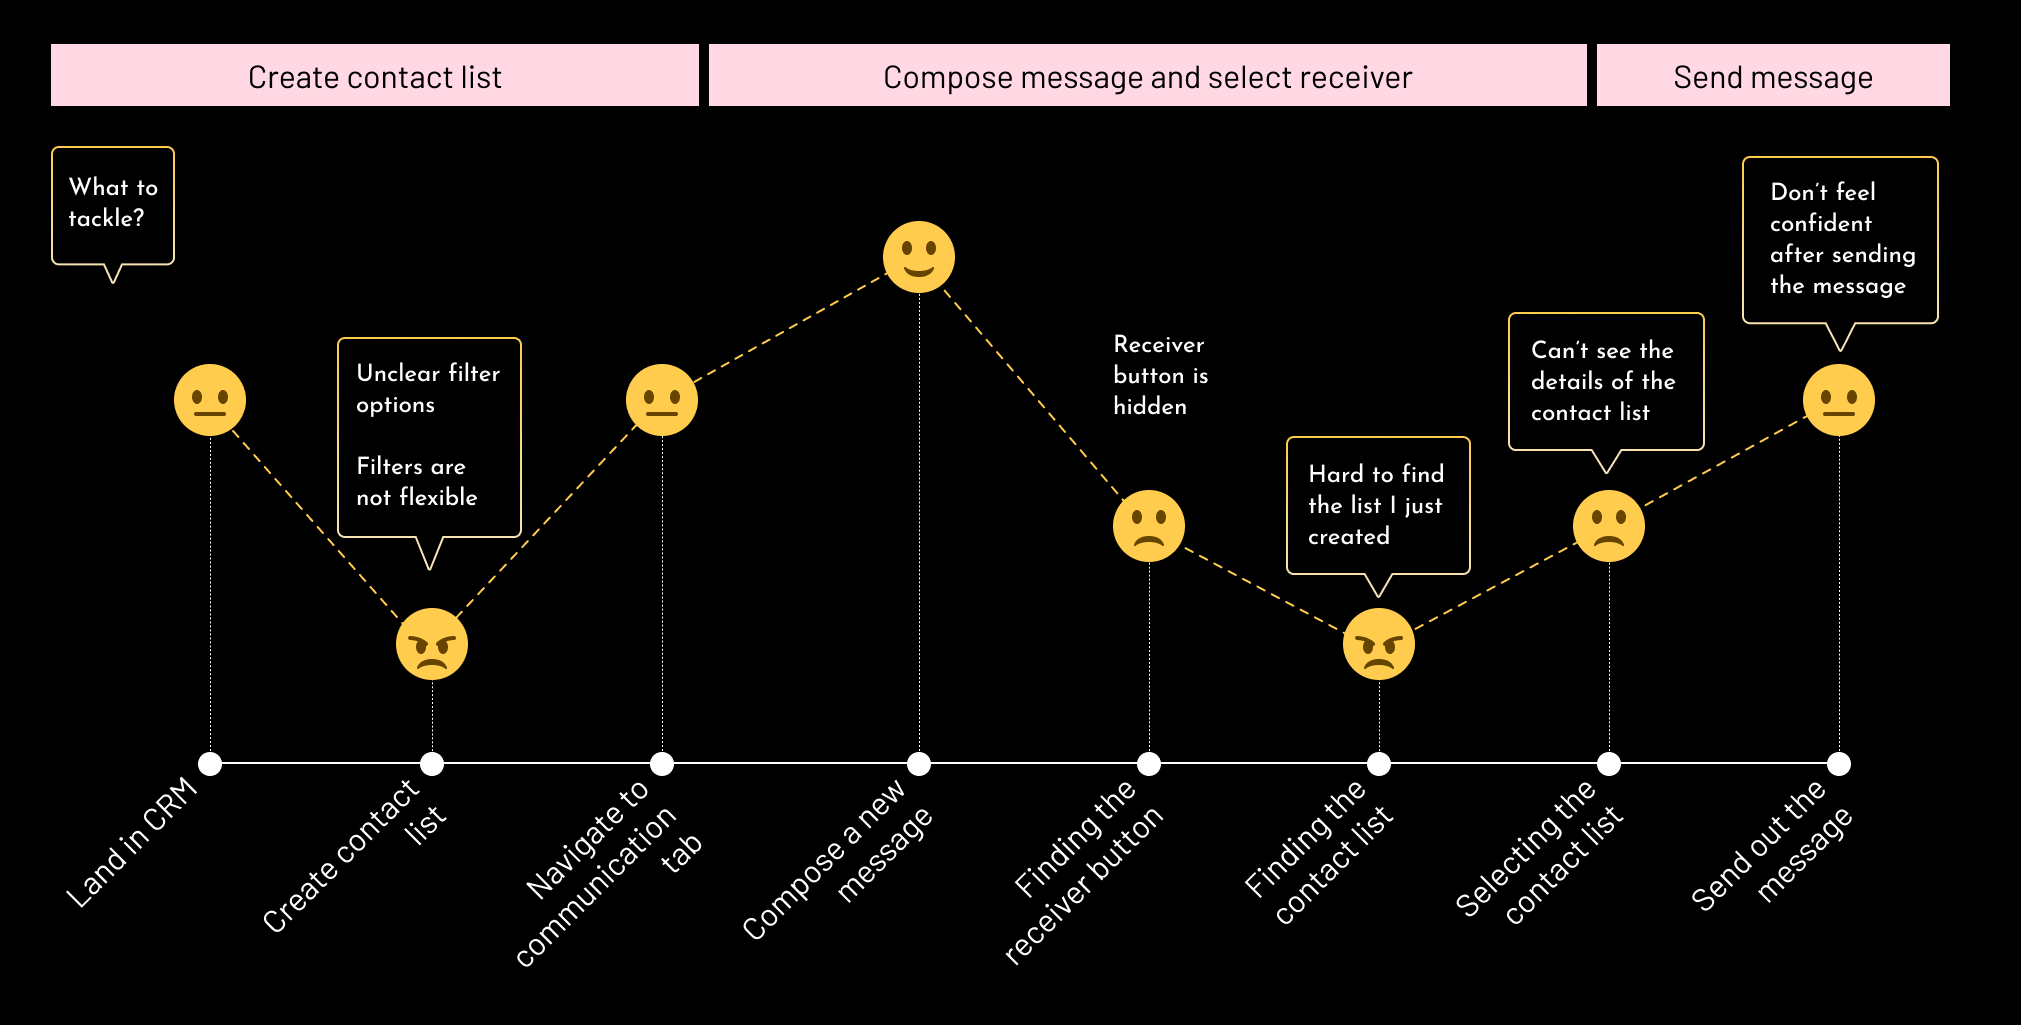 Create contact list
Compose message and select receiver
Send message
What to
tackle?
Unclear filter
options
Filters are
not flexible
Receiver
button is
hidden
Hard to find
the list I just
created
Can't see the
details of the
contact list
Don't feel
confident
after sending
the message
Land in CRM
Create contact
list
Navigate to
communication
tab
Compose a new
message
Finding the
receiver button
Finding the
contact list
Selecting the
contact list
Send out the
message